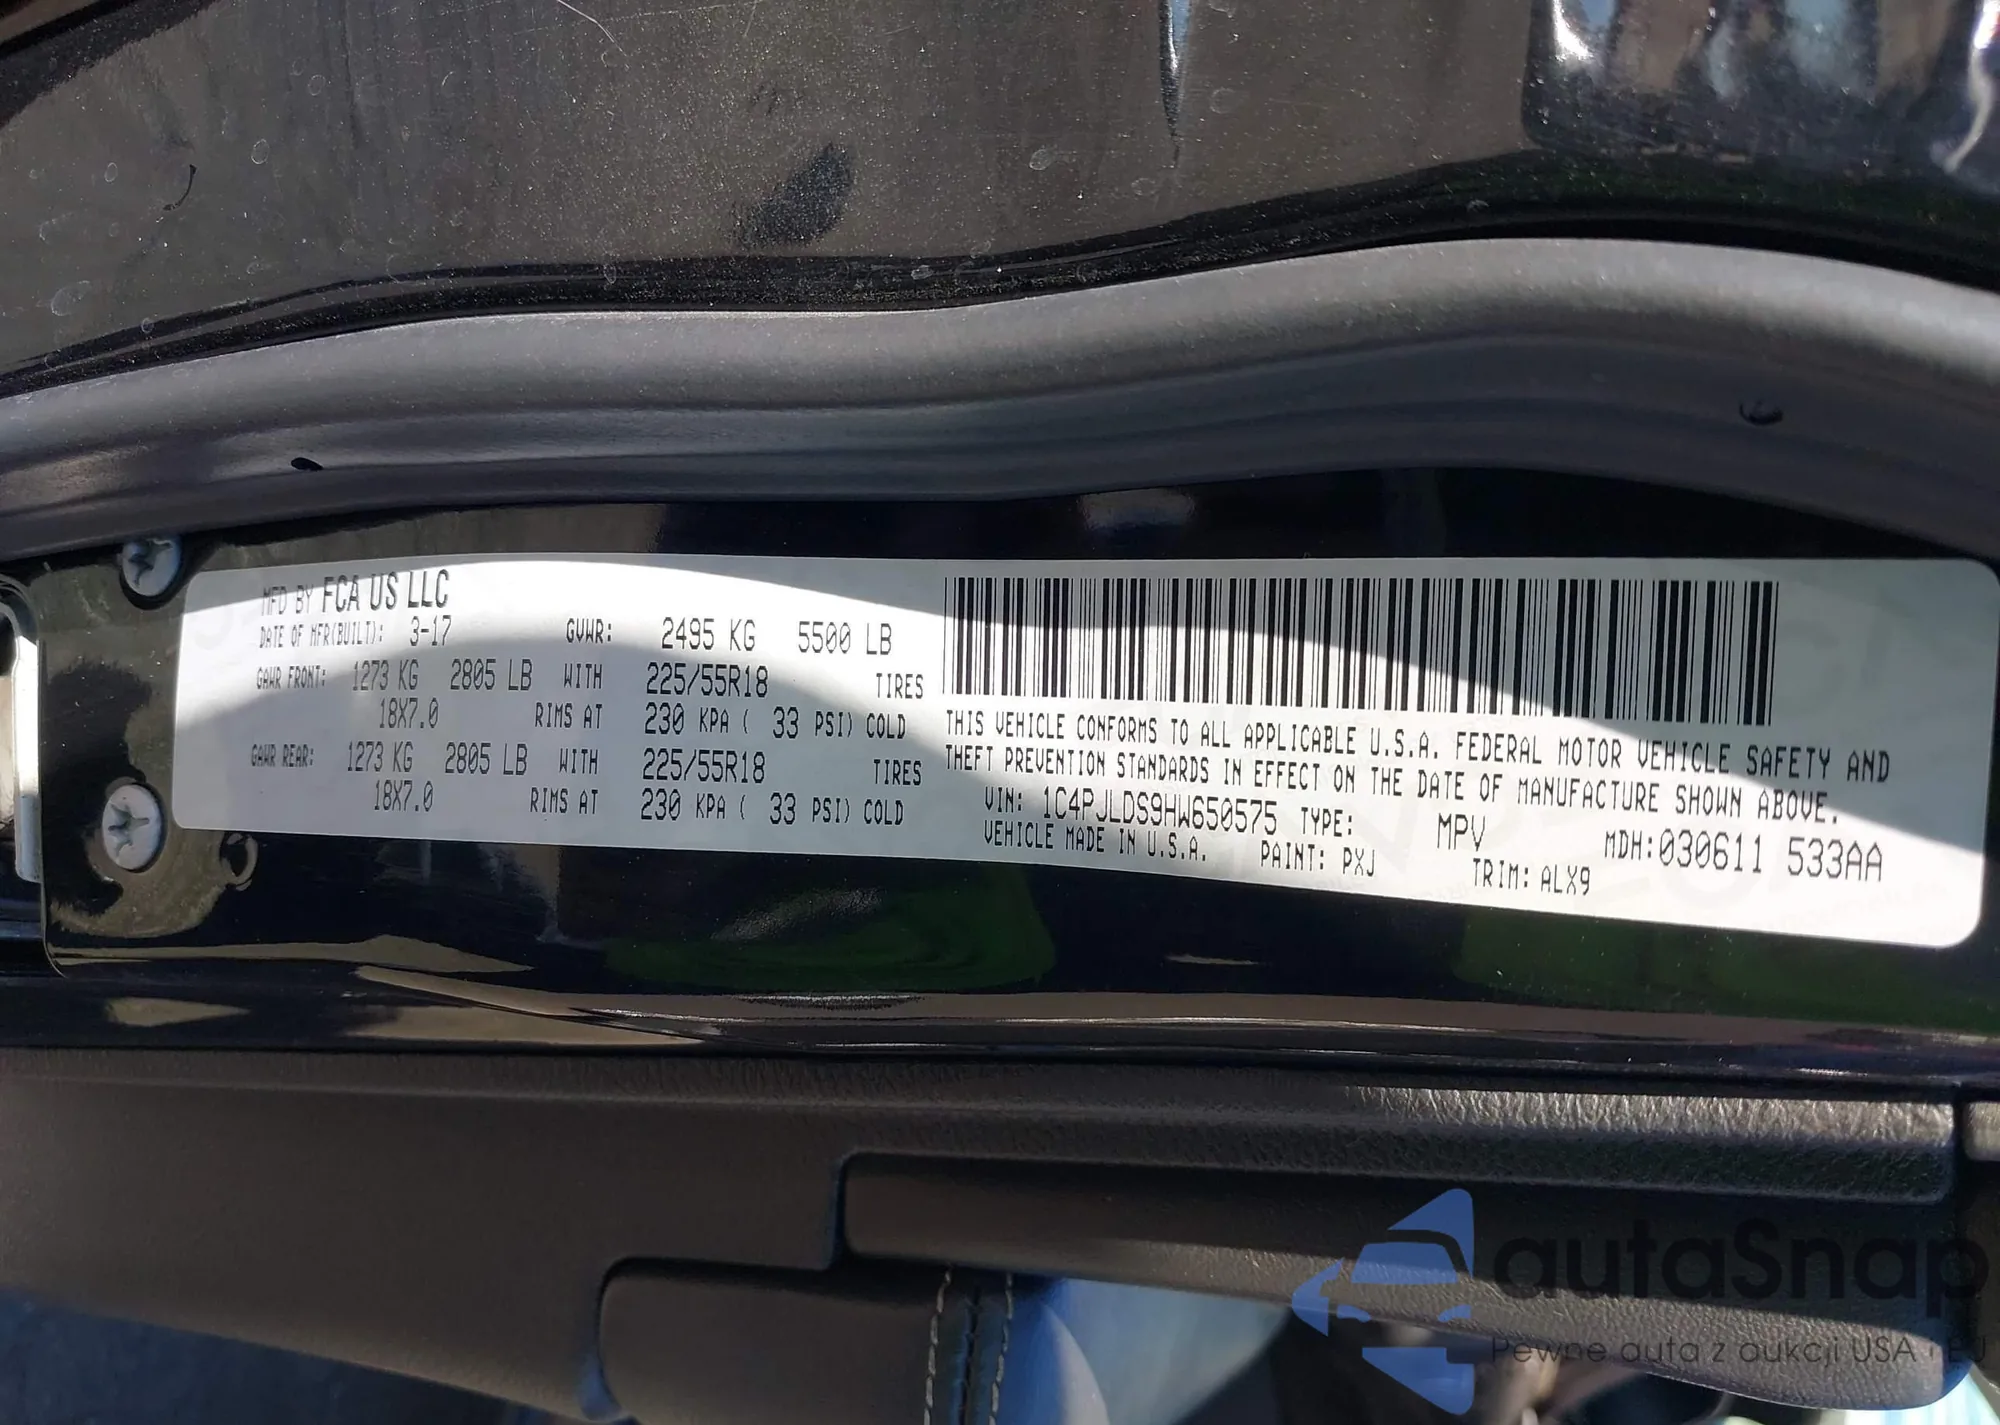 MFD BY FCA US LLC
DATE OF MFR(BUILT): 3-17 GVWR: 2495 KG 5500 LB
GAWR FRONT: 1273 KG 2805 LB WITH 225/55R18 TIRES
18X7.0 RIMS AT 230 KPA ( 33 PSI) COLD
GAWR REAR: 1273 KG 2805 LB WITH 225/55R18 TIRES
18X7.0 RIMS AT 230 KPA ( 33 PSI) COLD
THIS VEHICLE CONFORMS TO ALL APPLICABLE U.S.A. FEDERAL MOTOR VEHICLE SAFETY AND
THEFT PREVENTION STANDARDS IN EFFECT ON THE DATE OF MANUFACTURE SHOWN ABOVE.
VIN: 1C4PJLDS9HW650575 TYPE: MPV MDH:030611 533AA
VEHICLE MADE IN U.S.A. PAINT: PXJ TRIM: ALX9
autaSnap
Pewne auta z aukcji USA i EU